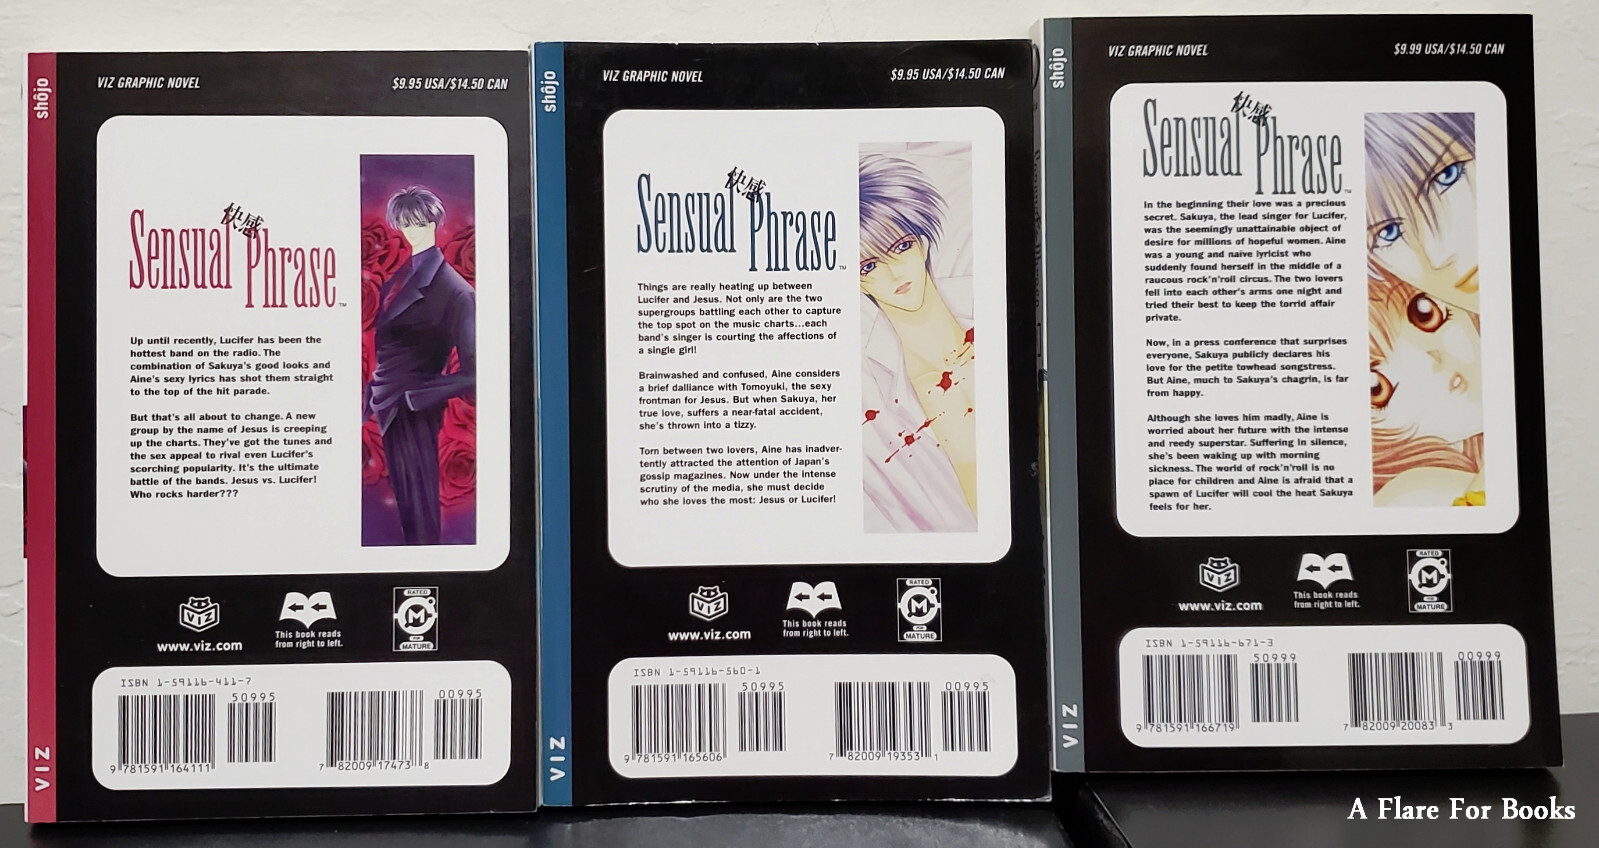 shôjo
VIZ GRAPHIC NOVEL
$9.95 USA/$14.50 CAN
快感
Sensual Phrase™
Up until recently, Lucifer has been the
hottest band on the radio. The
combination of Sakuya's good looks and
Aine's sexy lyrics has shot them straight
to the top of the hit parade.
But that's all about to change. A new
group by the name of Jesus is creeping
up the charts. They've got the tunes and
the sex appeal to rival even Lucifer's
scorching popularity. It's the ultimate
battle of the bands. Jesus vs. Lucifer!
Who rocks harder???
VIZ
www.viz.com
This book reads
from right to left.
RATED
M
FOR
MATURE
ISBN 1-59116-411-7
50995
00995
9 781591 164111
7 82009 17473 8
VIZ
shôjo
VIZ GRAPHIC NOVEL
$9.95 USA/$14.50 CAN
快感
Sensual Phrase™
Things are really heating up between
Lucifer and Jesus. Not only are the two
supergroups battling each other to capture
the top spot on the music charts...each
band's singer is courting the affections of
a single girl!
Brainwashed and confused, Aine considers
a brief dalliance with Tomoyuki, the sexy
frontman for Jesus. But when Sakuya, her
true love, suffers a near-fatal accident,
she's thrown into a tizzy.
Torn between two lovers, Aine has inadver-
tently attracted the attention of Japan's
gossip magazines. Now under the intense
scrutiny of the media, she must decide
who she loves the most: Jesus or Lucifer!
VIZ
www.viz.com
This book reads
from right to left.
RATED
M
FOR
MATURE
ISBN 1-59116-560-1
50995
00995
9 781591 165606
7 82009 19353 1
VIZ
shôjo
VIZ GRAPHIC NOVEL
$9.99 USA/$14.50 CAN
快感
Sensual Phrase™
In the beginning their love was a precious
secret. Sakuya, the lead singer for Lucifer,
was the seemingly unattainable object of
desire for millions of hopeful women. Aine
was a young and naïve lyricist who
suddenly found herself in the middle of a
raucous rock'n'roll circus. The two lovers
fell into each other's arms one night and
tried their best to keep the torrid affair
private.
Now, in a press conference that surprises
everyone, Sakuya publicly declares his
love for the petite towhead songstress.
But Aine, much to Sakuya's chagrin, is far
from happy.
Although she loves him madly, Aine is
worried about her future with the intense
and reedy superstar. Suffering in silence,
she's been waking up with morning
sickness. The world of rock'n'roll is no
place for children and Aine is afraid that a
spawn of Lucifer will cool the heat Sakuya
feels for her.
VIZ
www.viz.com
This book reads
from right to left.
RATED
M
FOR
MATURE
ISBN 1-59116-671-3
50999
00999
9 781591 166719
7 82009 20083 3
VIZ
A Flare For Books